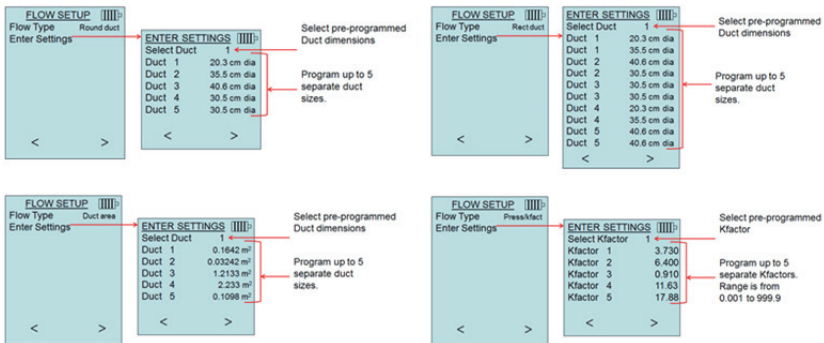 FLOW SETUP
Flow Type Round duct
Enter Settings
< >
ENTER SETTINGS
Select Duct 1
Duct 1 20.3 cm dia
Duct 2 35.5 cm dia
Duct 3 40.6 cm dia
Duct 4 30.5 cm dia
Duct 5 30.5 cm dia
< >
Select pre-programmed
Duct dimensions
Program up to 5
separate duct
sizes.
FLOW SETUP
Flow Type Rect duct
Enter Settings
< >
ENTER SETTINGS
Select Duct 1
Duct 1 20.3 cm dia
Duct 1 35.5 cm dia
Duct 2 40.6 cm dia
Duct 2 30.5 cm dia
Duct 3 30.5 cm dia
Duct 3 30.5 cm dia
Duct 4 20.3 cm dia
Duct 4 35.5 cm dia
Duct 5 40.6 cm dia
Duct 5 40.6 cm dia
< >
Select pre-programmed
Duct dimensions
Program up to 5
separate duct
sizes.
FLOW SETUP
Flow Type Duct area
Enter Settings
< >
ENTER SETTINGS
Select Duct 1
Duct 1 0.1642 m²
Duct 2 0.03242 m²
Duct 3 1.2133 m²
Duct 4 2.233 m²
Duct 5 0.1098 m²
< >
Select pre-programmed
Duct dimensions
Program up to 5
separate duct
sizes.
FLOW SETUP
Flow Type Press/kfact
Enter Settings
< >
ENTER SETTINGS
Select Kfactor 1
Kfactor 1 3.730
Kfactor 2 6.400
Kfactor 3 0.910
Kfactor 4 11.63
Kfactor 5 17.88
< >
Select pre-programmed
Kfactor
Program up to 5
separate Kfactors.
Range is from
0.001 to 999.9